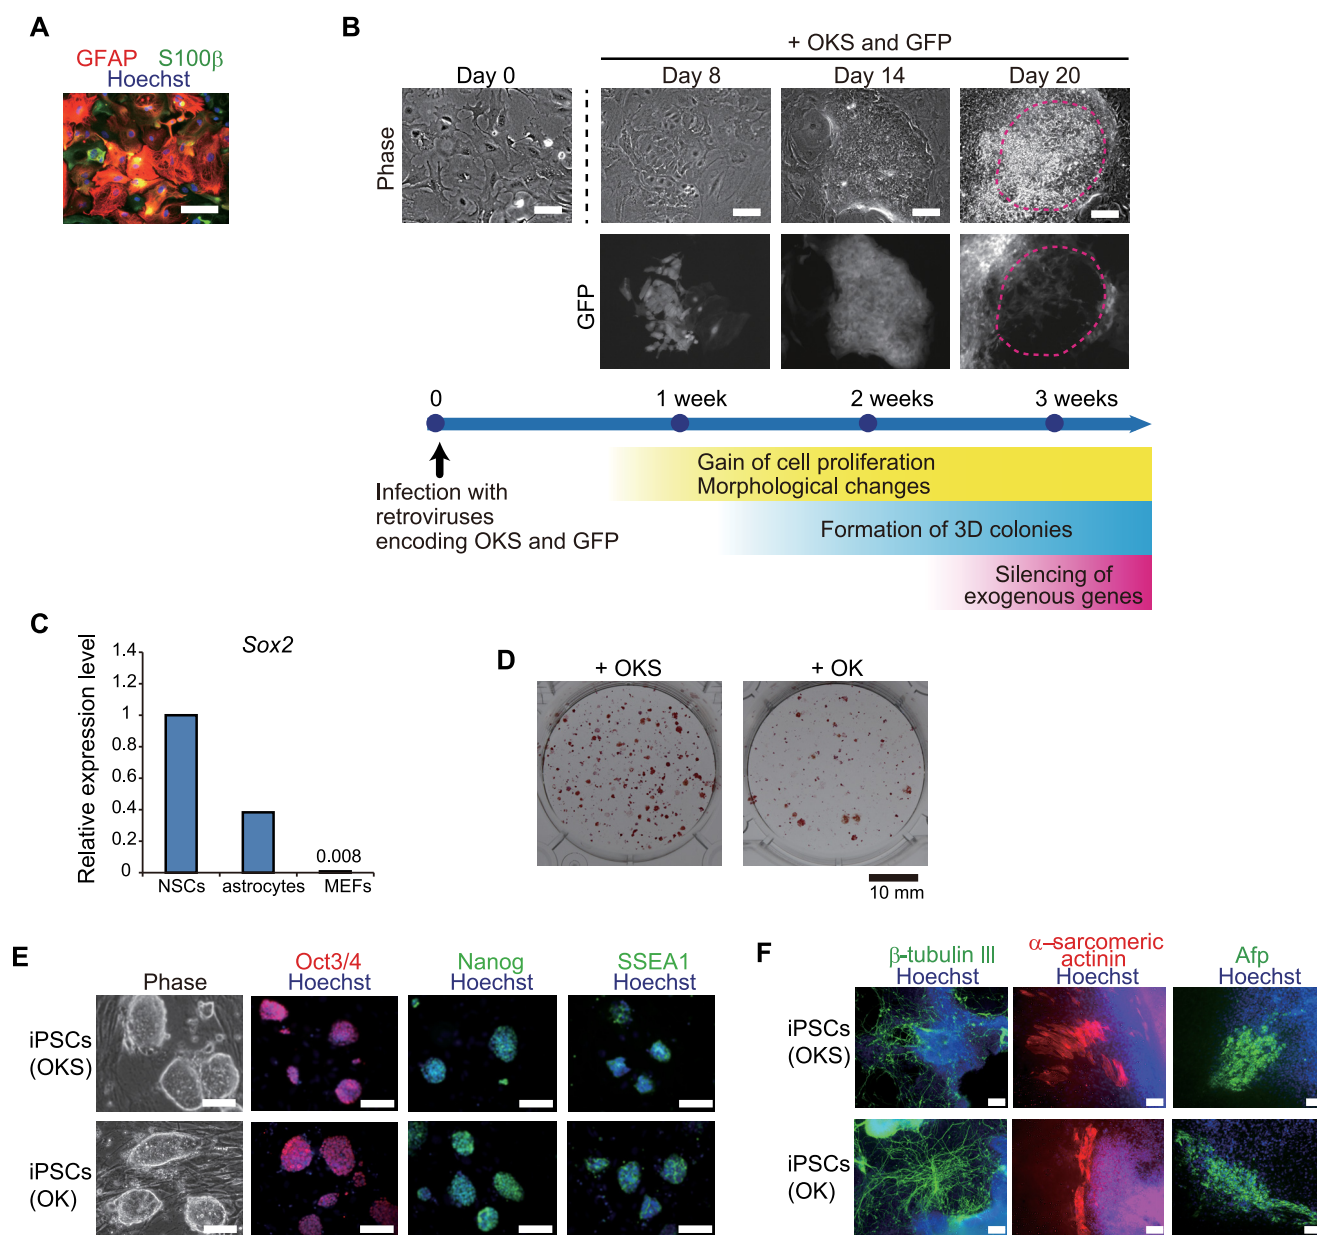 A
GFAP S100β
Hoechst
B
+ OKS and GFP
Day 0 Day 8 Day 14 Day 20
Phase
GFP
0 1 week 2 weeks 3 weeks
Infection with
retroviruses
encoding OKS and GFP
Gain of cell proliferation
Morphological changes
Formation of 3D colonies
Silencing of
exogenous genes
C
Sox2
Relative expression level
1.4
1.2
1
0.8
0.6
0.4
0.2
0
0.008
NSCs astrocytes MEFs
D
+ OKS + OK
10 mm
E
Phase
Oct3/4
Hoechst
Nanog
Hoechst
SSEA1
Hoechst
iPSCs
(OKS)
iPSCs
(OK)
F
β-tubulin III
Hoechst
α–sarcomeric
actinin
Hoechst
Afp
Hoechst
iPSCs
(OKS)
iPSCs
(OK)